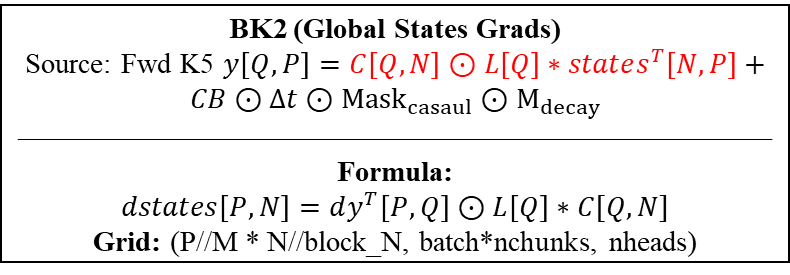 BK2 (Global States Grads)
Source: Fwd K5 y[Q, P] = C[Q, N] ⊙ L[Q] * states^T[N, P] +
CB ⊙ Δt ⊙ Mask_casaul ⊙ M_decay
Formula:
dstates[P, N] = dy^T[P, Q] ⊙ L[Q] * C[Q, N]
Grid: (P//M * N//block_N, batch*nchunks, nheads)